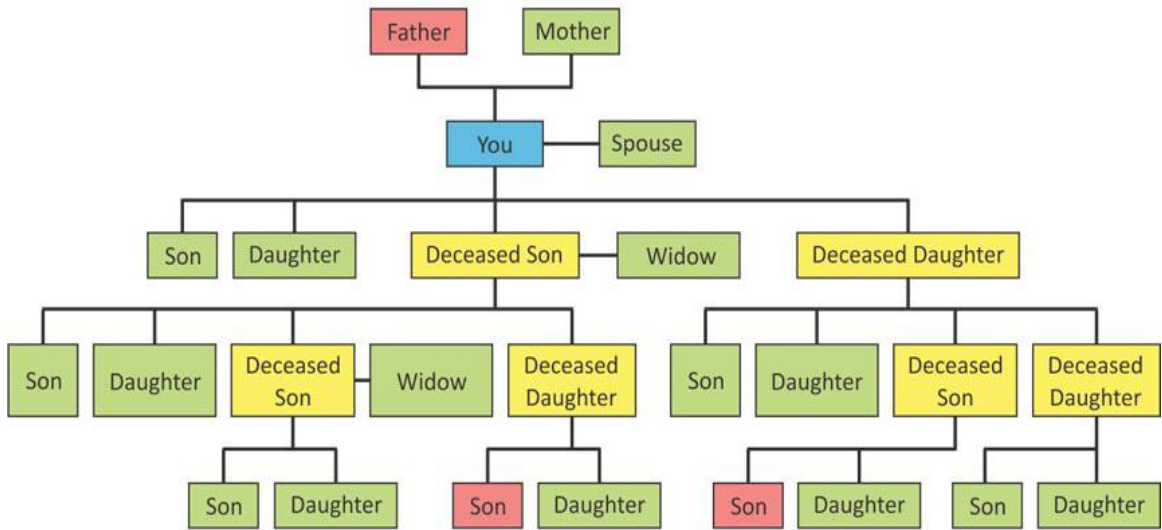 Father
Mother
You
Spouse
Son
Daughter
Deceased Son
Widow
Deceased Daughter
Son
Daughter
Deceased
Son
Widow
Deceased
Daughter
Son
Daughter
Deceased
Son
Deceased
Daughter
Son
Daughter
Son
Daughter
Son
Daughter
Son
Daughter